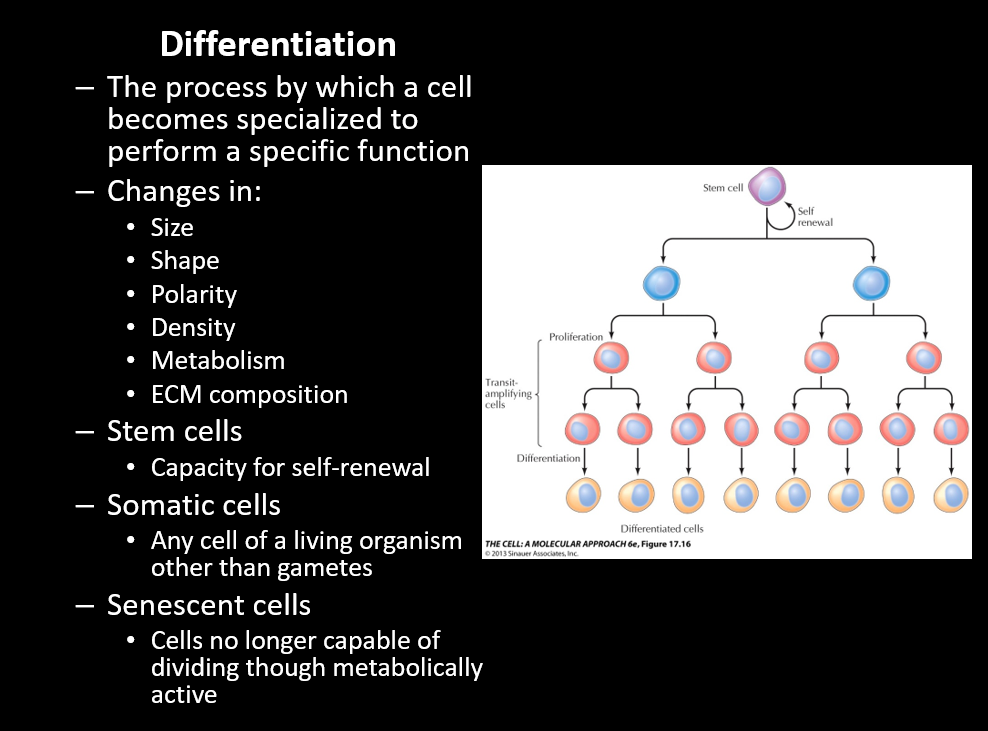 Differentiation
– The process by which a cell
becomes specialized to
perform a specific function
– Changes in:
• Size
• Shape
• Polarity
• Density
• Metabolism
• ECM composition
– Stem cells
• Capacity for self-renewal
– Somatic cells
• Any cell of a living organism
other than gametes
– Senescent cells
• Cells no longer capable of
dividing though metabolically
active
Stem cell
Self
renewal
Proliferation
Transit-
amplifying
cells
Differentiation
Differentiated cells
THE CELL: A MOLECULAR APPROACH 6e, Figure 17.16
© 2013 Sinauer Associates, Inc.